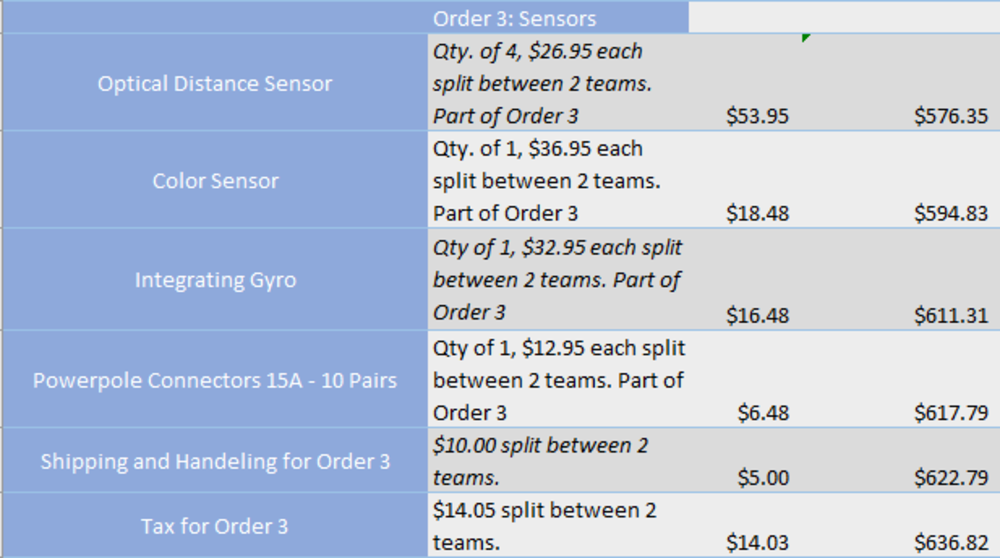 Order 3: Sensors
Optical Distance Sensor
Qty. of 4, $26.95 each
split between 2 teams.
Part of Order 3
$53.95
$576.35
Color Sensor
Qty. of 1, $36.95 each
split between 2 teams.
Part of Order 3
$18.48
$594.83
Integrating Gyro
Qty of 1, $32.95 each split
between 2 teams. Part of
Order 3
$16.48
$611.31
Powerpole Connectors 15A - 10 Pairs
Qty of 1, $12.95 each split
between 2 teams. Part of
Order 3
$6.48
$617.79
Shipping and Handeling for Order 3
$10.00 split between 2
teams.
$5.00
$622.79
Tax for Order 3
$14.05 split between 2
teams.
$14.03
$636.82